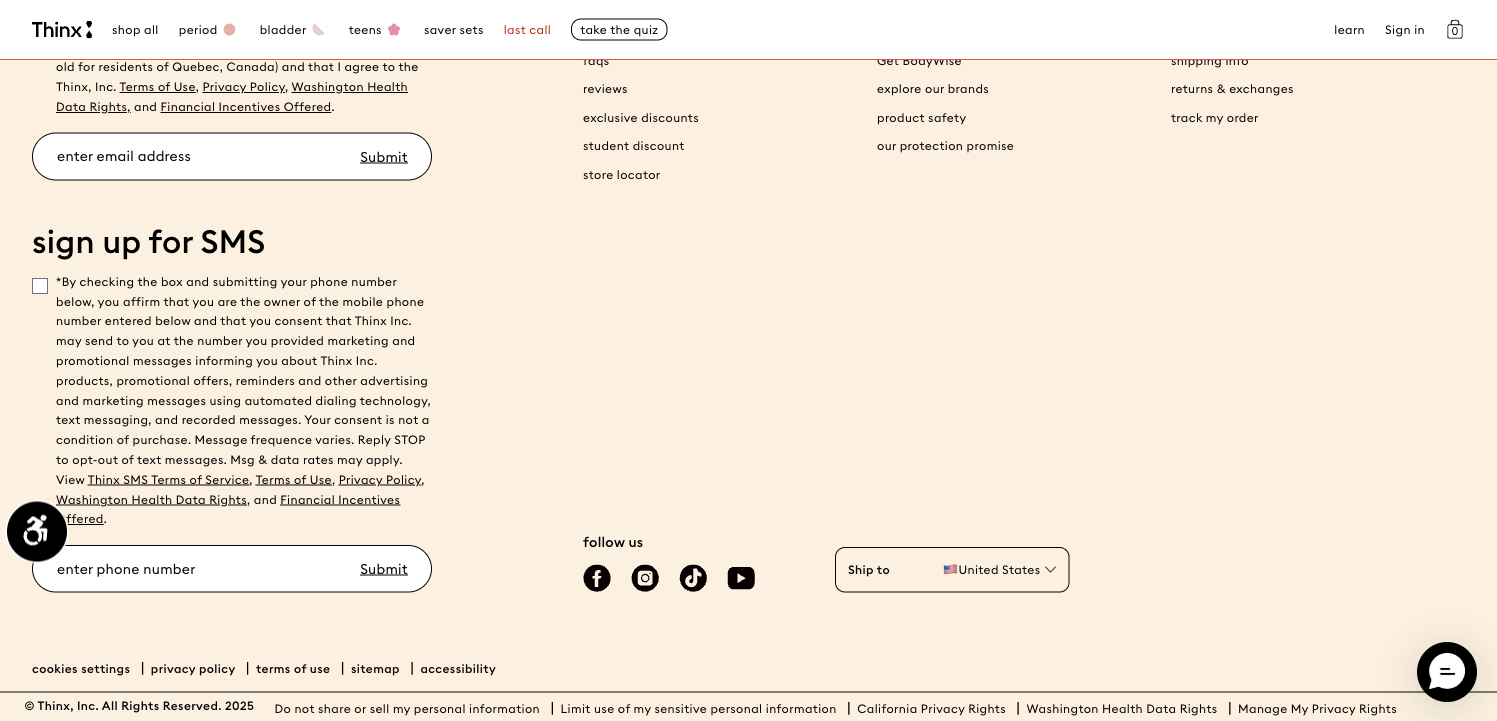 Thinx shop all period bladder teens saver sets last call take the quiz learn Sign in 0
old for residents of Quebec, Canada) and that I agree to the
Thinx, Inc. Terms of Use, Privacy Policy, Washington Health
Data Rights, and Financial Incentives Offered.
enter email address Submit
sign up for SMS
*By checking the box and submitting your phone number
below, you affirm that you are the owner of the mobile phone
number entered below and that you consent that Thinx Inc.
may send to you at the number you provided marketing and
promotional messages informing you about Thinx Inc.
products, promotional offers, reminders and other advertising
and marketing messages using automated dialing technology,
text messaging, and recorded messages. Your consent is not a
condition of purchase. Message frequence varies. Reply STOP
to opt-out of text messages. Msg & data rates may apply.
View Thinx SMS Terms of Service, Terms of Use, Privacy Policy,
Washington Health Data Rights, and Financial Incentives
ffered.
enter phone number Submit
faqs
reviews
exclusive discounts
student discount
store locator
Get BodyWise
explore our brands
product safety
our protection promise
shipping info
returns & exchanges
track my order
follow us
Ship to United States
cookies settings | privacy policy | terms of use | sitemap | accessibility
© Thinx, Inc. All Rights Reserved. 2025 Do not share or sell my personal information | Limit use of my sensitive personal information | California Privacy Rights | Washington Health Data Rights | Manage My Privacy Rights